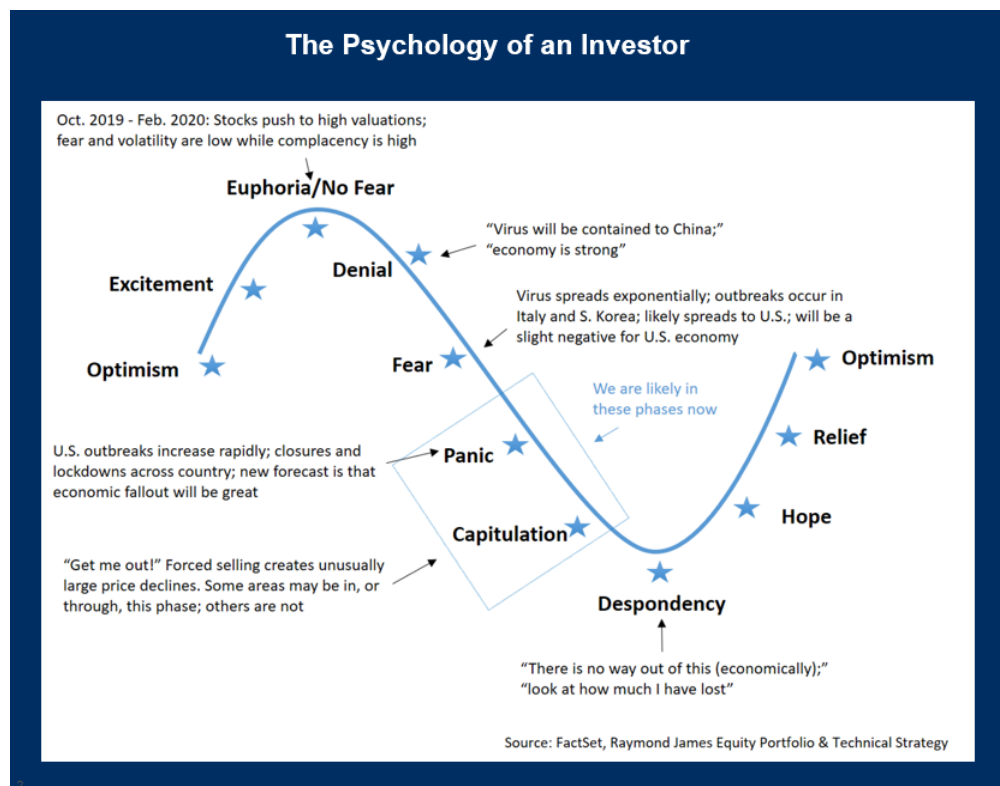 The Psychology of an Investor
Oct. 2019 - Feb. 2020: Stocks push to high valuations;
fear and volatility are low while complacency is high
Euphoria/No Fear
“Virus will be contained to China;”
“economy is strong”
Denial
Excitement
Virus spreads exponentially; outbreaks occur in
Italy and S. Korea; likely spreads to U.S.; will be a
slight negative for U.S. economy
Optimism
Fear
Optimism
We are likely in
these phases now
U.S. outbreaks increase rapidly; closures and
lockdowns across country; new forecast is that
economic fallout will be great
Panic
Relief
Hope
Capitulation
“Get me out!” Forced selling creates unusually
large price declines. Some areas may be in, or
through, this phase; others are not
Despondency
“There is no way out of this (economically);”
“look at how much I have lost”
Source: FactSet, Raymond James Equity Portfolio & Technical Strategy